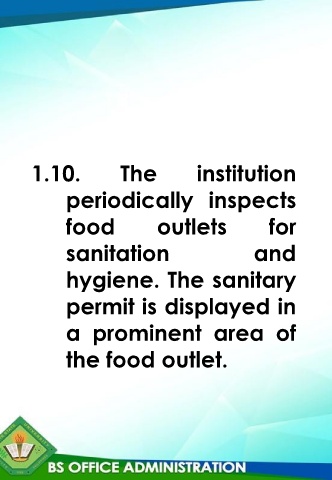 1.10. The institution
periodically inspects
food outlets for
sanitation and
hygiene. The sanitary
permit is displayed in
a prominent area of
the food outlet.
BS OFFICE ADMINISTRATION